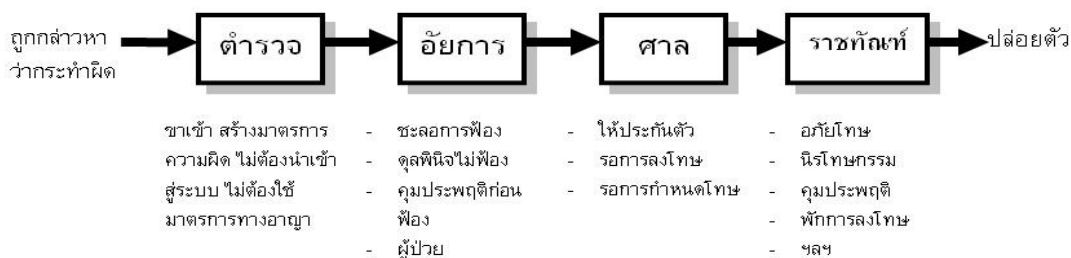 ถูกกล่าวหา
ว่ากระทำผิด
ตำรวจ
อัยการ
ศาล
ราชทัณฑ์
ปล่อยตัว
ขาเข้า สร้างมาตรการ
ความผิด ไม่ต้องนำเข้า
สู่ระบบ ไม่ต้องใช้
มาตรการทางอาญา
- ชะลอการฟ้อง
- ดุลพินิจไม่ฟ้อง
- คุมประพฤติก่อน
ฟ้อง
- ผู้ป่วย
- ให้ประกันตัว
- รอการลงโทษ
- รอการกำหนดโทษ
- อภัยโทษ
- นิรโทษกรรม
- คุมประพฤติ
- พักการลงโทษ
- ฯลฯ